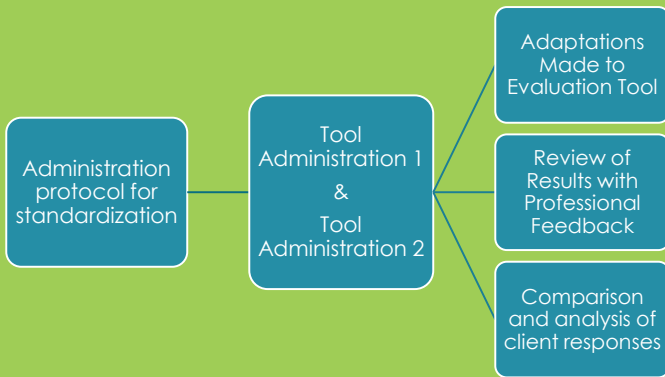 Administration
protocol for
standardization
Tool
Administration 1
&
Tool
Administration 2
Adaptations
Made to
Evaluation Tool
Review of
Results with
Professional
Feedback
Comparison
and analysis of
client responses